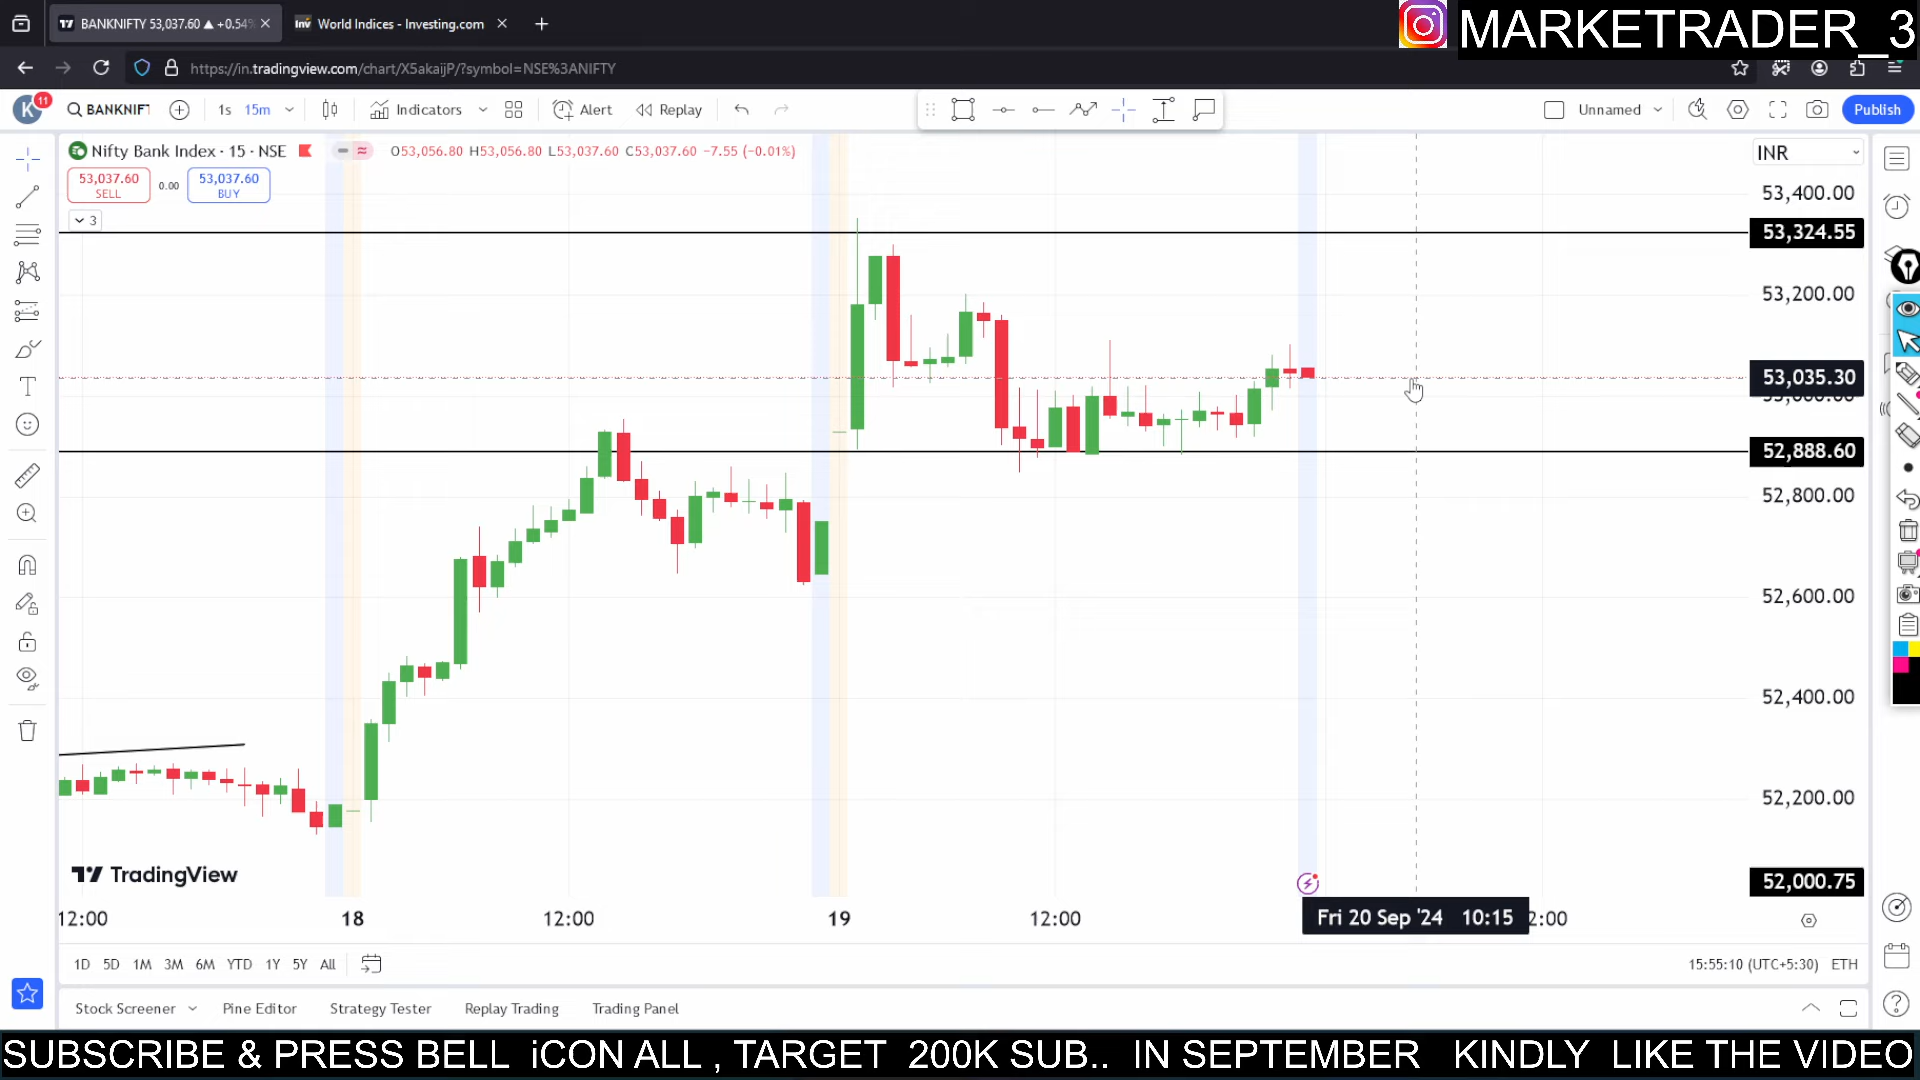 BANKNIFTY 53,037.60 ▲ +0.54%
World Indices - Investing.com
MARKETRADER_3
https://in.tradingview.com/chart/X5akaijP/?symbol=NSE%3ANIFTY
K
11
BANKNIFT
1s
15m
Indicators
Alert
Replay
Unnamed
Publish
Nifty Bank Index · 15 · NSE
O53,056.80 H53,056.80 L53,037.60 C53,037.60 −7.55 (−0.01%)
INR
53,037.60
SELL
0.00
53,037.60
BUY
3
53,400.00
53,324.55
53,200.00
53,035.30
53,000.00
52,888.60
52,800.00
52,600.00
52,400.00
52,200.00
52,000.75
TradingView
12:00
18
12:00
19
12:00
Fri 20 Sep '24 10:15
2:00
1D 5D 1M 3M 6M YTD 1Y 5Y All
15:55:10 (UTC+5:30) ETH
Stock Screener
Pine Editor
Strategy Tester
Replay Trading
Trading Panel
SUBSCRIBE & PRESS BELL iCON ALL , TARGET 200K SUB.. IN SEPTEMBER KINDLY LIKE THE VIDEO